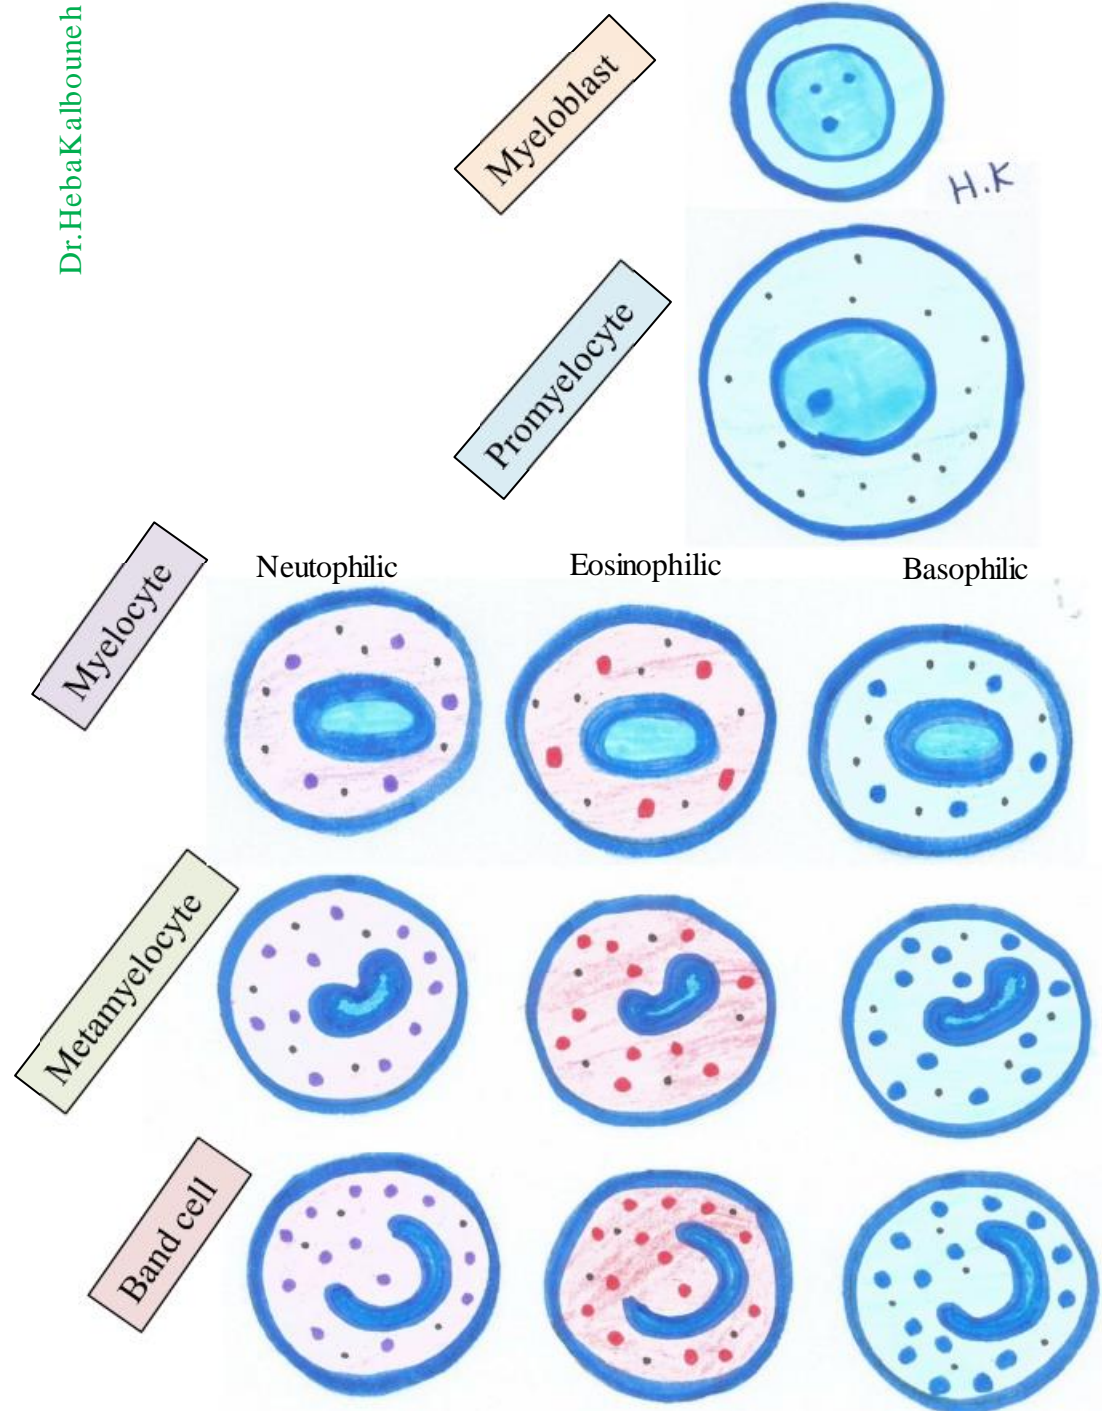 Dr.HebaKalbouneh
Myeloblast
H.K
Promyelocyte
Myelocyte
Neutophilic
Eosinophilic
Basophilic
Metamyelocyte
Band cell